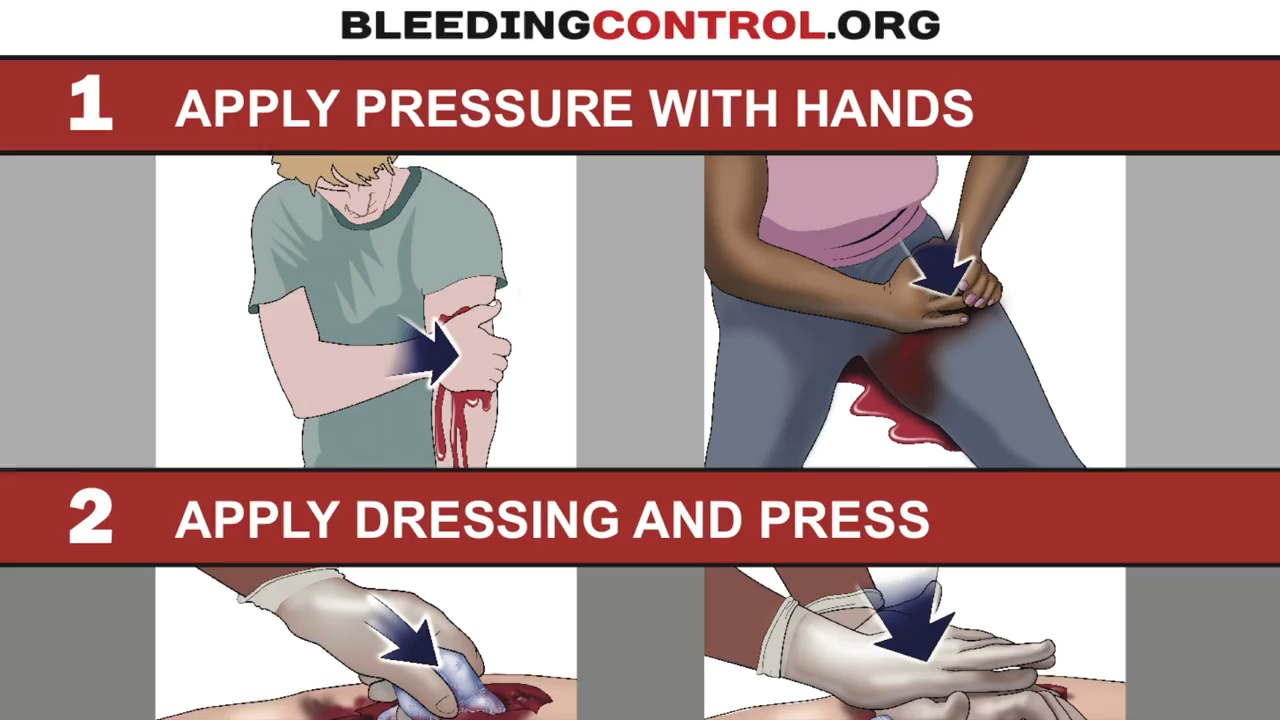 BLEEDINGCONTROL.ORG
1 APPLY PRESSURE WITH HANDS
2 APPLY DRESSING AND PRESS